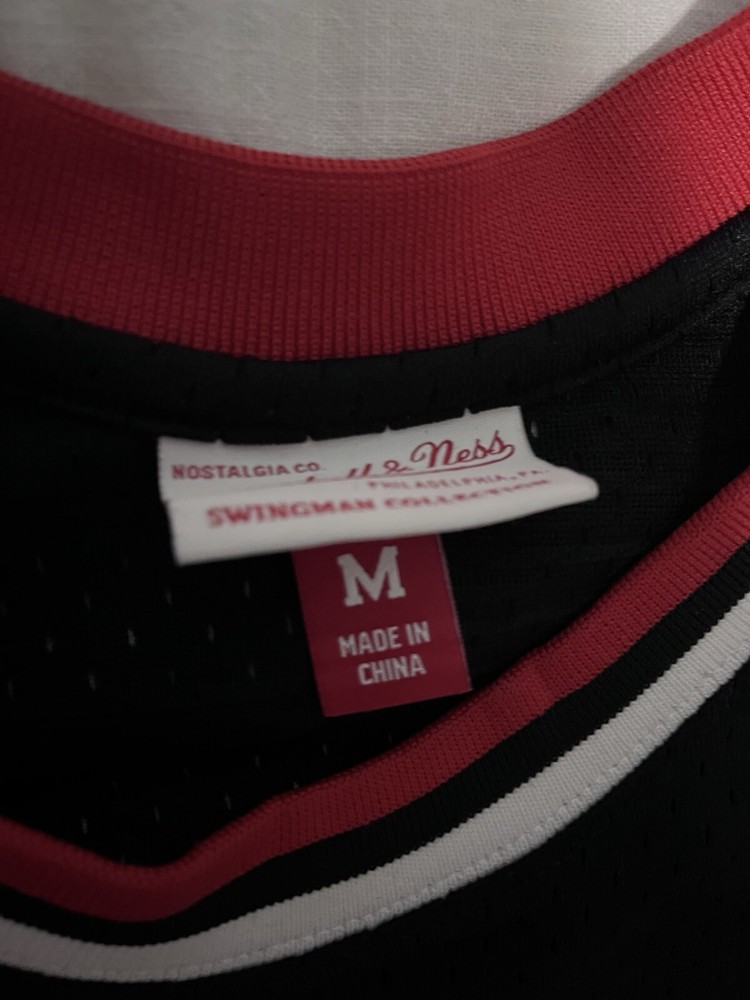 NOSTALGIA CO.
& Ness
PHILADELPHIA, PA.
SWINGMAN COLLECTION
M
MADE IN
CHINA